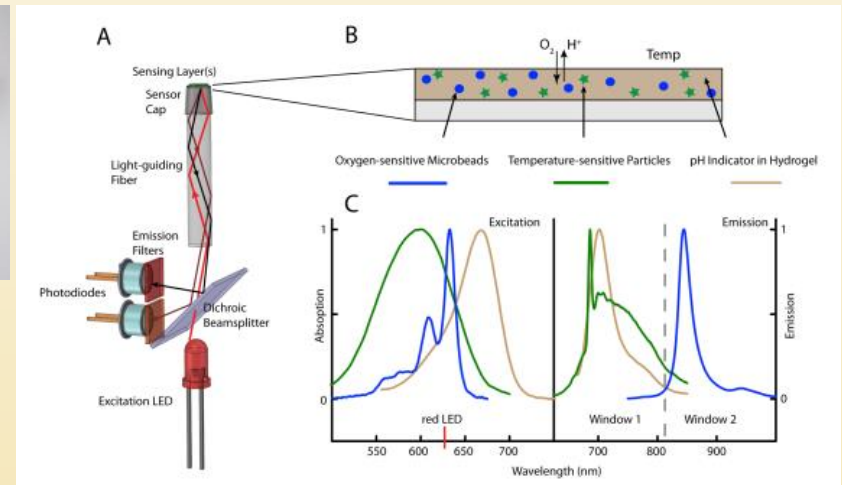 A
Sensing Layer(s)
Sensor
Cap
Light-guiding
Fiber
Emission
Filters
Photodiodes
Dichroic
Beamsplitter
Excitation LED
B
O2 H+
Temp
Oxygen-sensitive Microbeads
Temperature-sensitive Particles
pH Indicator in Hydrogel
C
Excitation
Emission
1
1
Absoption
Emission
0
0
red LED
Window 1
Window 2
550 600 650 700
700 800 900
Wavelength (nm)